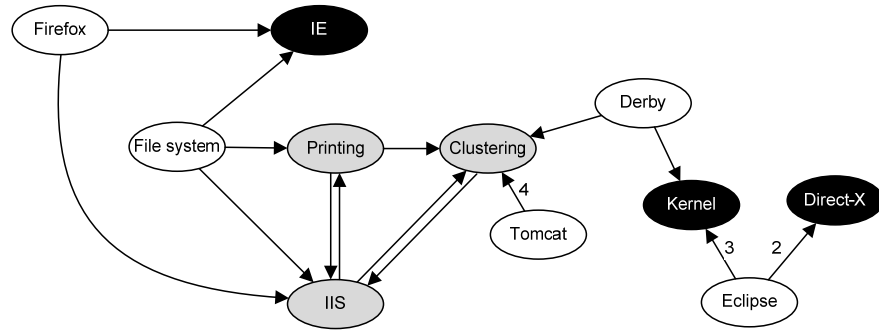 Firefox
IE
Derby
File system
Printing
Clustering
4
Kernel
Direct-X
Tomcat
3
2
IIS
Eclipse